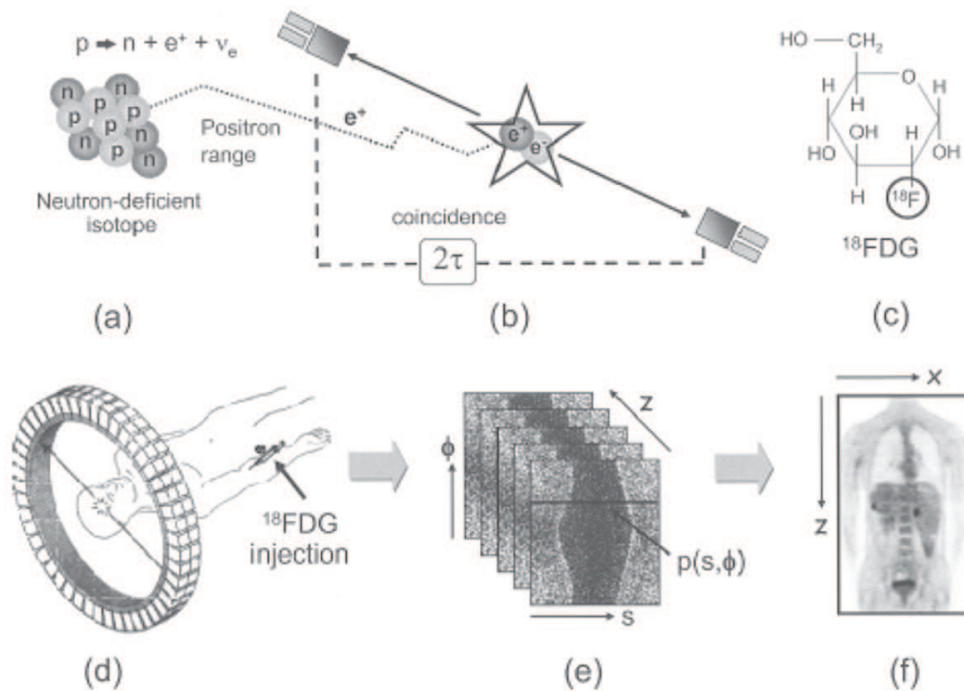 p → n + e⁺ + νₑ
n
n
p
p
p
p
n
n
p
n
Neutron-deficient
isotope
(a)
Positron
range
e⁺
e⁺
e⁻
coincidence
2τ
(b)
HO
CH₂
H
O
H
H
H
OH
H
HO
OH
H
¹⁸F
¹⁸FDG
(c)
¹⁸FDG
injection
(d)
ϕ
z
p(s,ϕ)
s
(e)
x
z
(f)